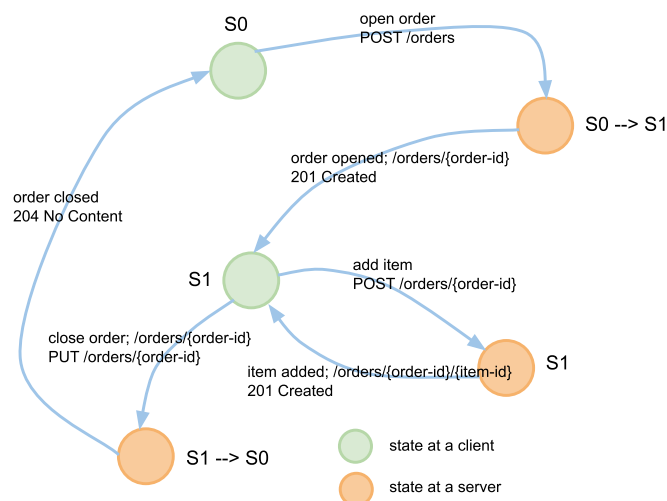 S0
open order
POST /orders
S0 --> S1
order opened; /orders/{order-id}
201 Created
order closed
204 No Content
S1
add item
POST /orders/{order-id}
close order; /orders/{order-id}
PUT /orders/{order-id}
item added; /orders/{order-id}/{item-id}
201 Created
S1
S1 --> S0
state at a client
state at a server